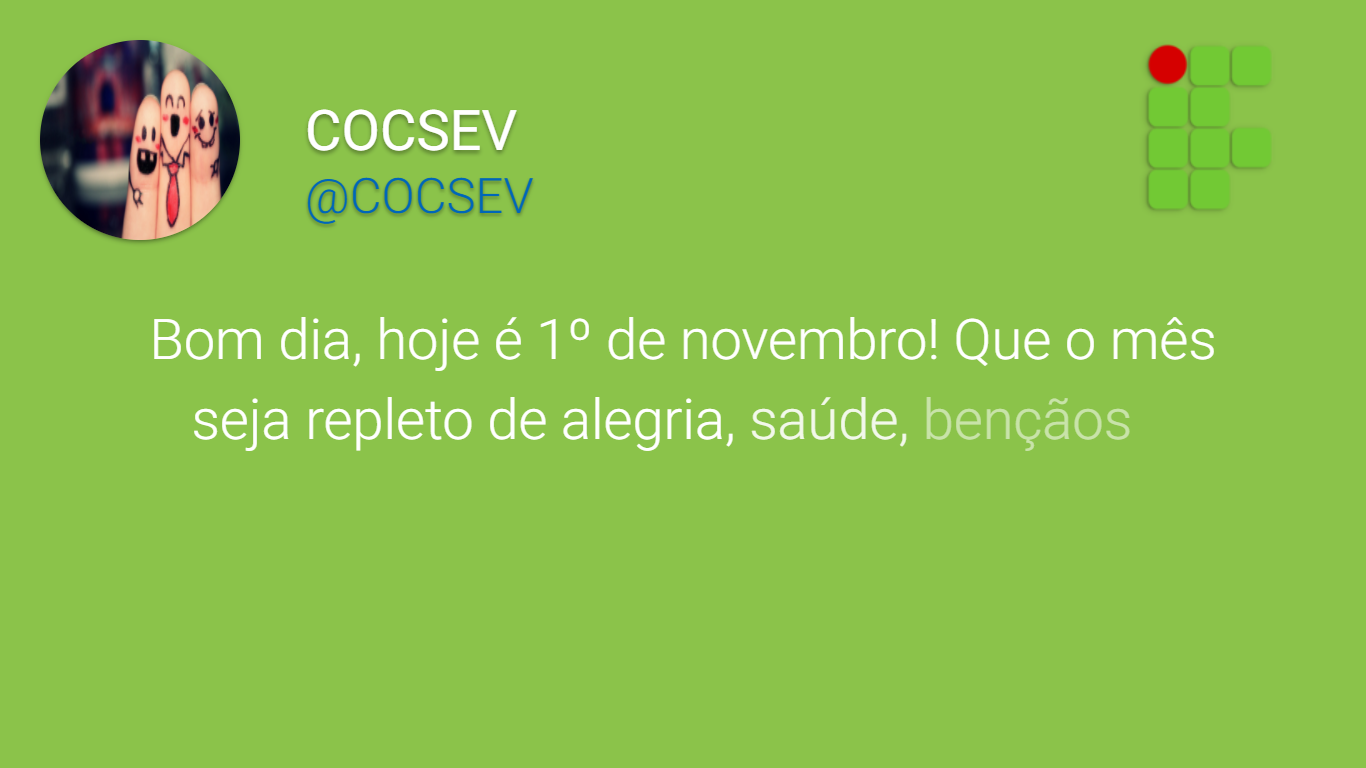 COCSEV
@COCSEV
Bom dia, hoje é 1º de novembro! Que o mês
seja repleto de alegria, saúde, bençãos